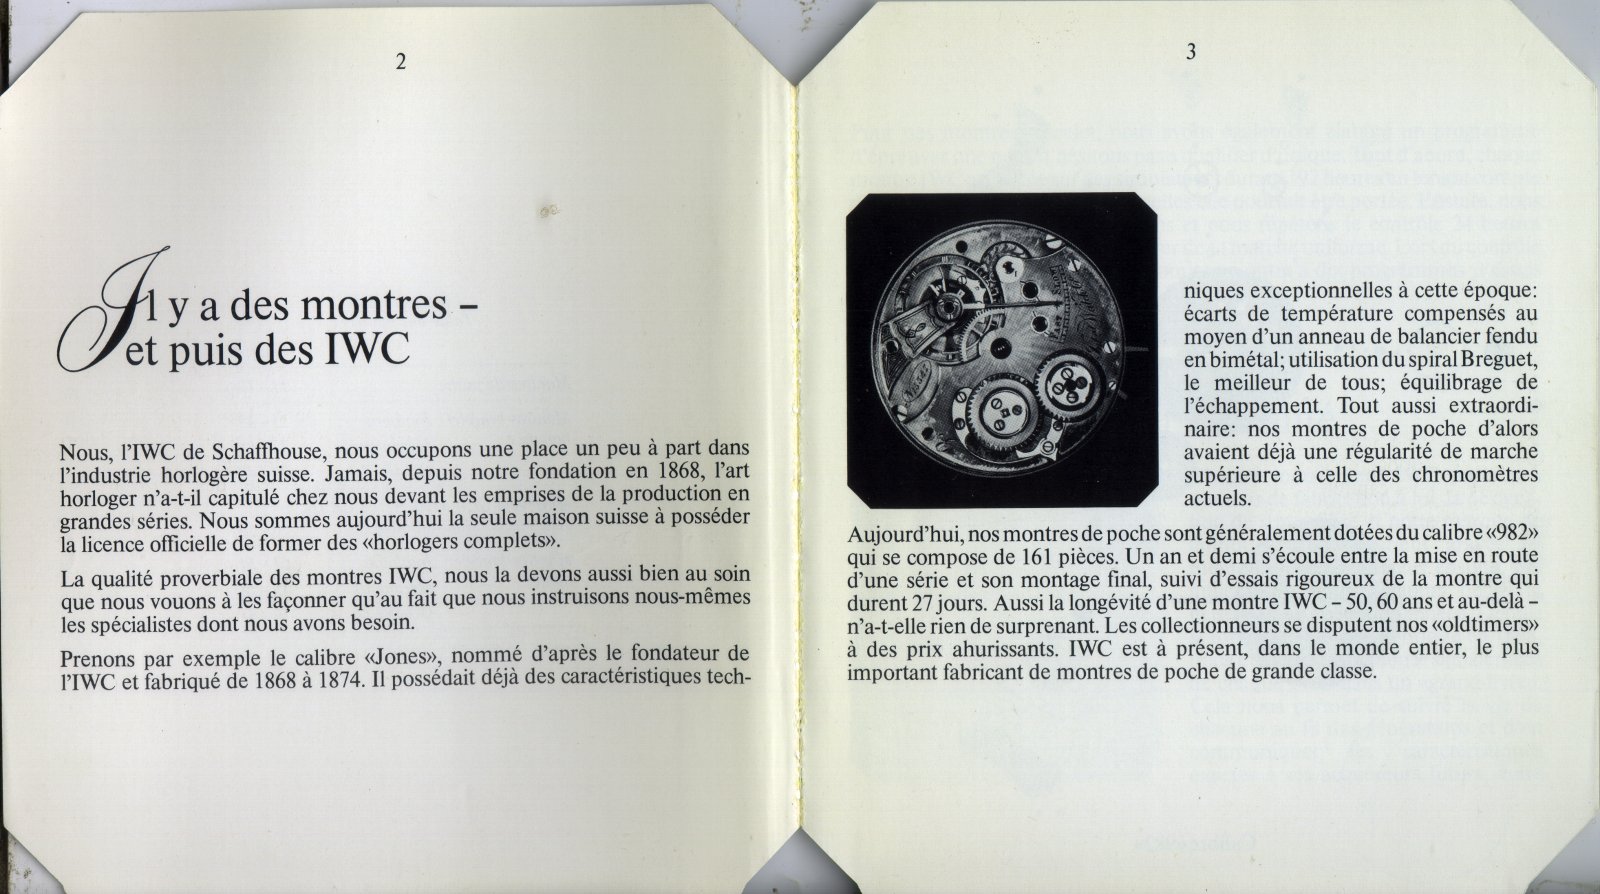 2
Il y a des montres –
et puis des IWC
Nous, l'IWC de Schaffhouse, nous occupons une place un peu à part dans
l'industrie horlogère suisse. Jamais, depuis notre fondation en 1868, l'art
horloger n'a-t-il capitulé chez nous devant les emprises de la production en
grandes séries. Nous sommes aujourd'hui la seule maison suisse à posséder
la licence officielle de former des «horlogers complets».
La qualité proverbiale des montres IWC, nous la devons aussi bien au soin
que nous vouons à les façonner qu'au fait que nous instruisons nous-mêmes
les spécialistes dont nous avons besoin.
Prenons par exemple le calibre «Jones», nommé d'après le fondateur de
l'IWC et fabriqué de 1868 à 1874. Il possédait déjà des caractéristiques tech-
3
niques exceptionnelles à cette époque:
écarts de température compensés au
moyen d'un anneau de balancier fendu
en bimétal; utilisation du spiral Breguet,
le meilleur de tous; équilibrage de
l'échappement. Tout aussi extraordi-
naire: nos montres de poche d'alors
avaient déjà une régularité de marche
supérieure à celle des chronomètres
actuels.
Aujourd'hui, nos montres de poche sont généralement dotées du calibre «982»
qui se compose de 161 pièces. Un an et demi s'écoule entre la mise en route
d'une série et son montage final, suivi d'essais rigoureux de la montre qui
durent 27 jours. Aussi la longévité d'une montre IWC – 50, 60 ans et au-delà –
n'a-t-elle rien de surprenant. Les collectionneurs se disputent nos «oldtimers»
à des prix ahurissants. IWC est à présent, dans le monde entier, le plus
important fabricant de montres de poche de grande classe.